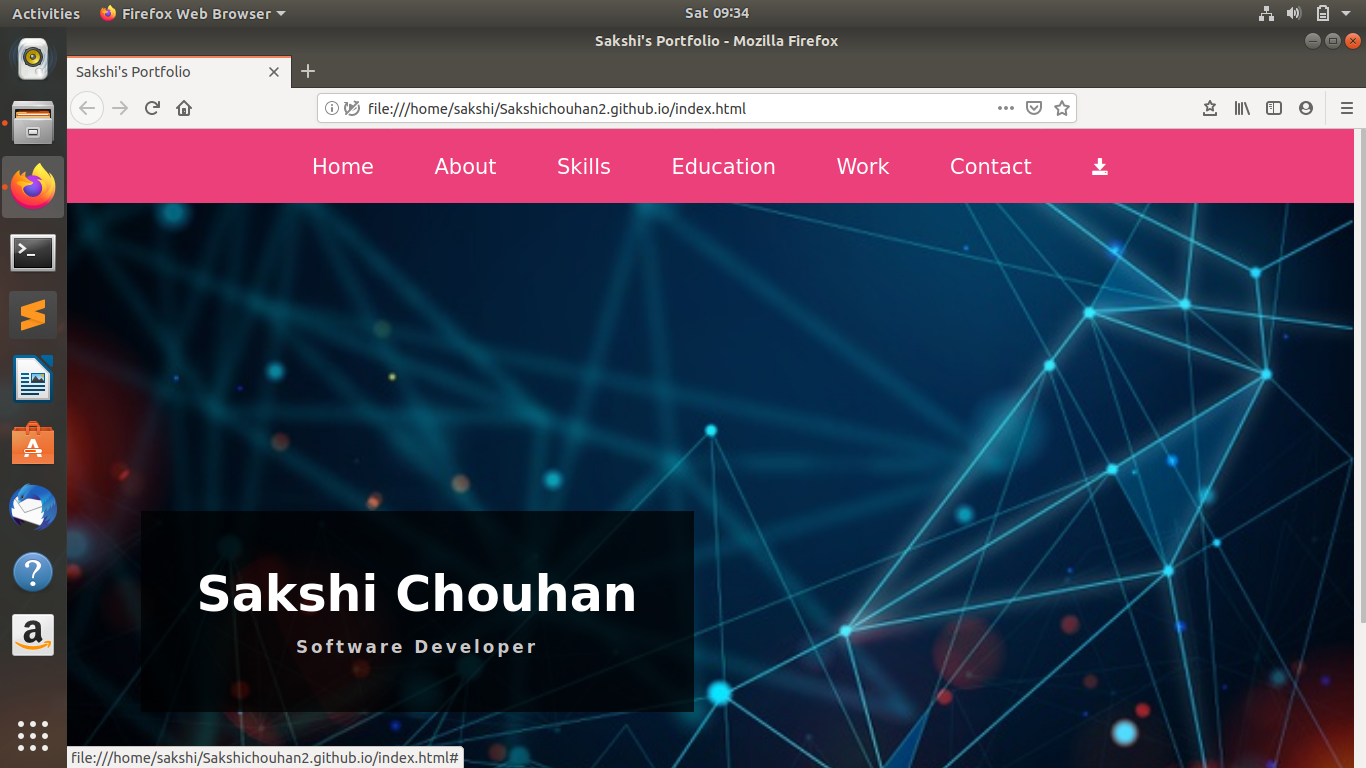 Activities Firefox Web Browser Sat 09:34
Sakshi's Portfolio - Mozilla Firefox
Sakshi's Portfolio
file:///home/sakshi/Sakshichouhan2.github.io/index.html
Home About Skills Education Work Contact
Sakshi Chouhan
Software Developer
file:///home/sakshi/Sakshichouhan2.github.io/index.html#